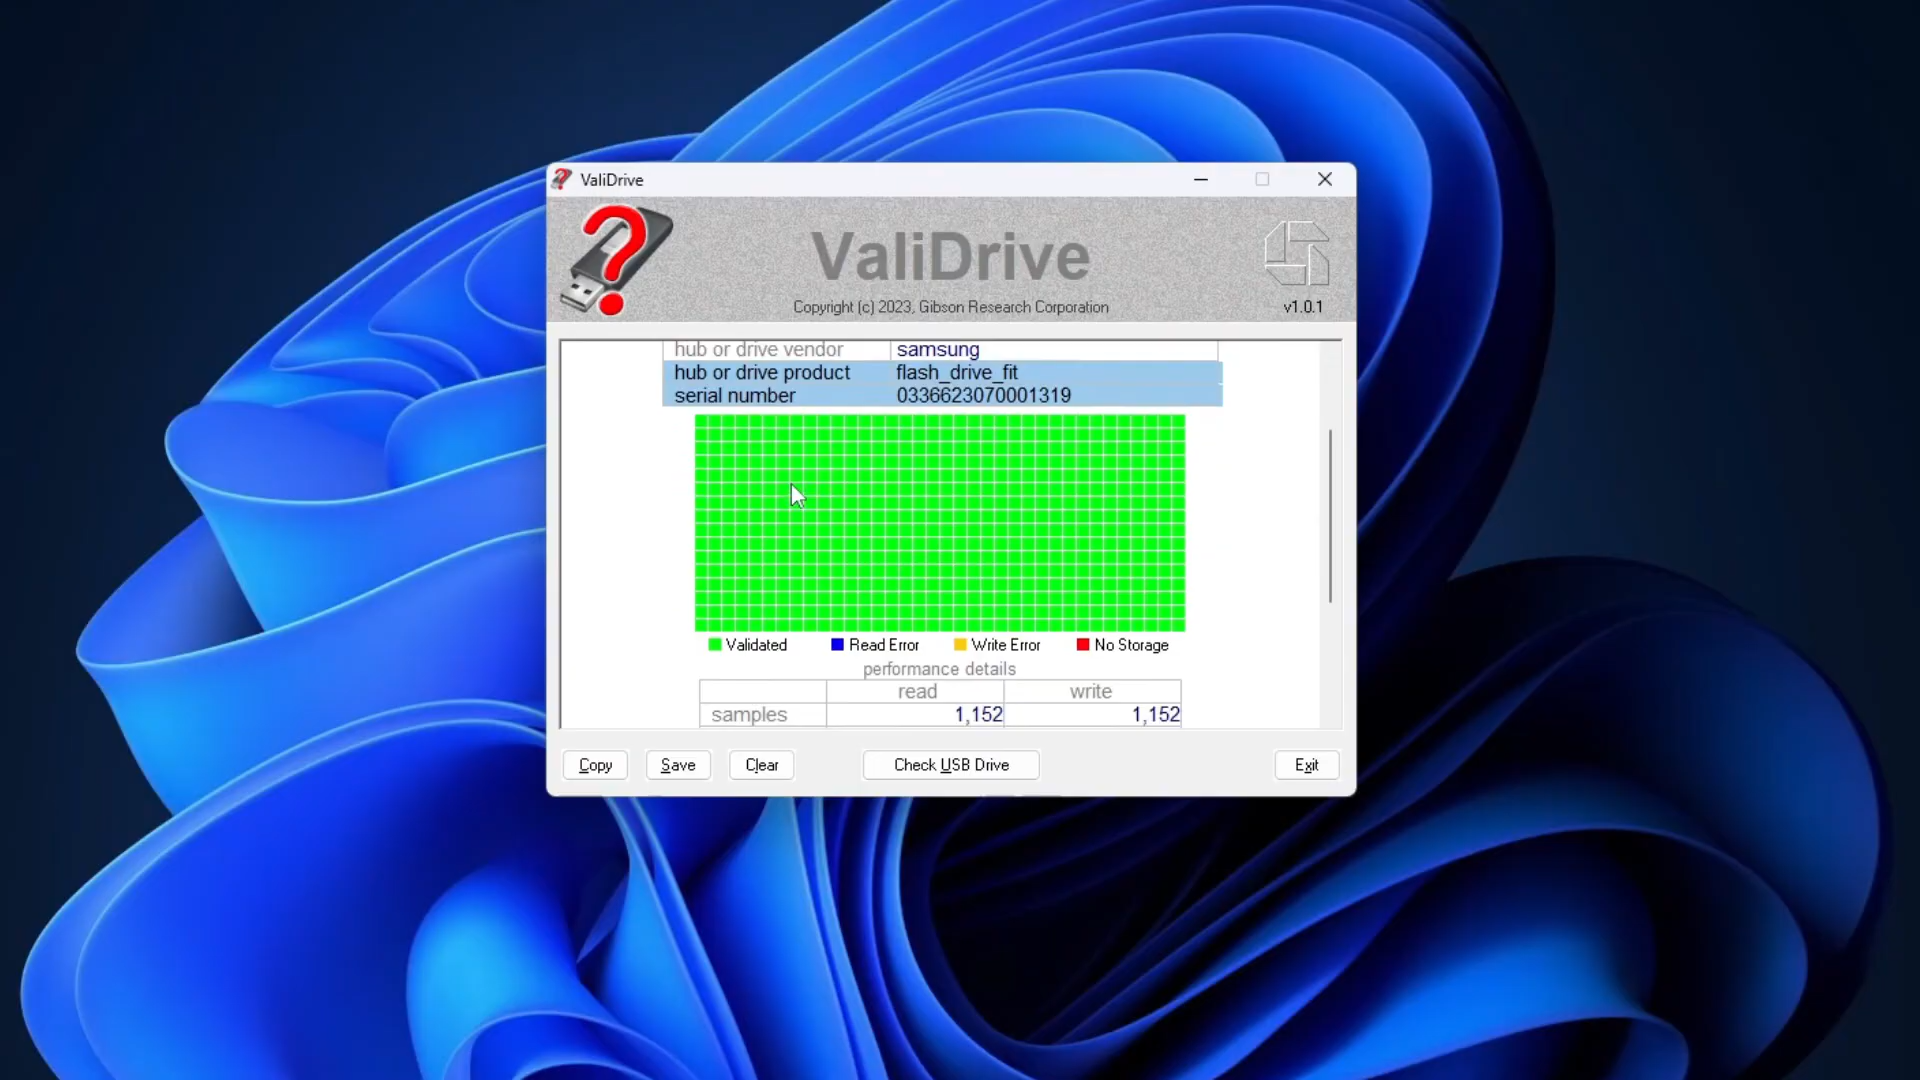 ValiDrive
ValiDrive
Copyright (c) 2023, Gibson Research Corporation
v1.0.1
hub or drive vendor samsung
hub or drive product flash_drive_fit
serial number 0336623070001319
Validated Read Error Write Error No Storage
performance details
read write
samples 1,152 1,152
Copy Save Clear Check USB Drive Exit